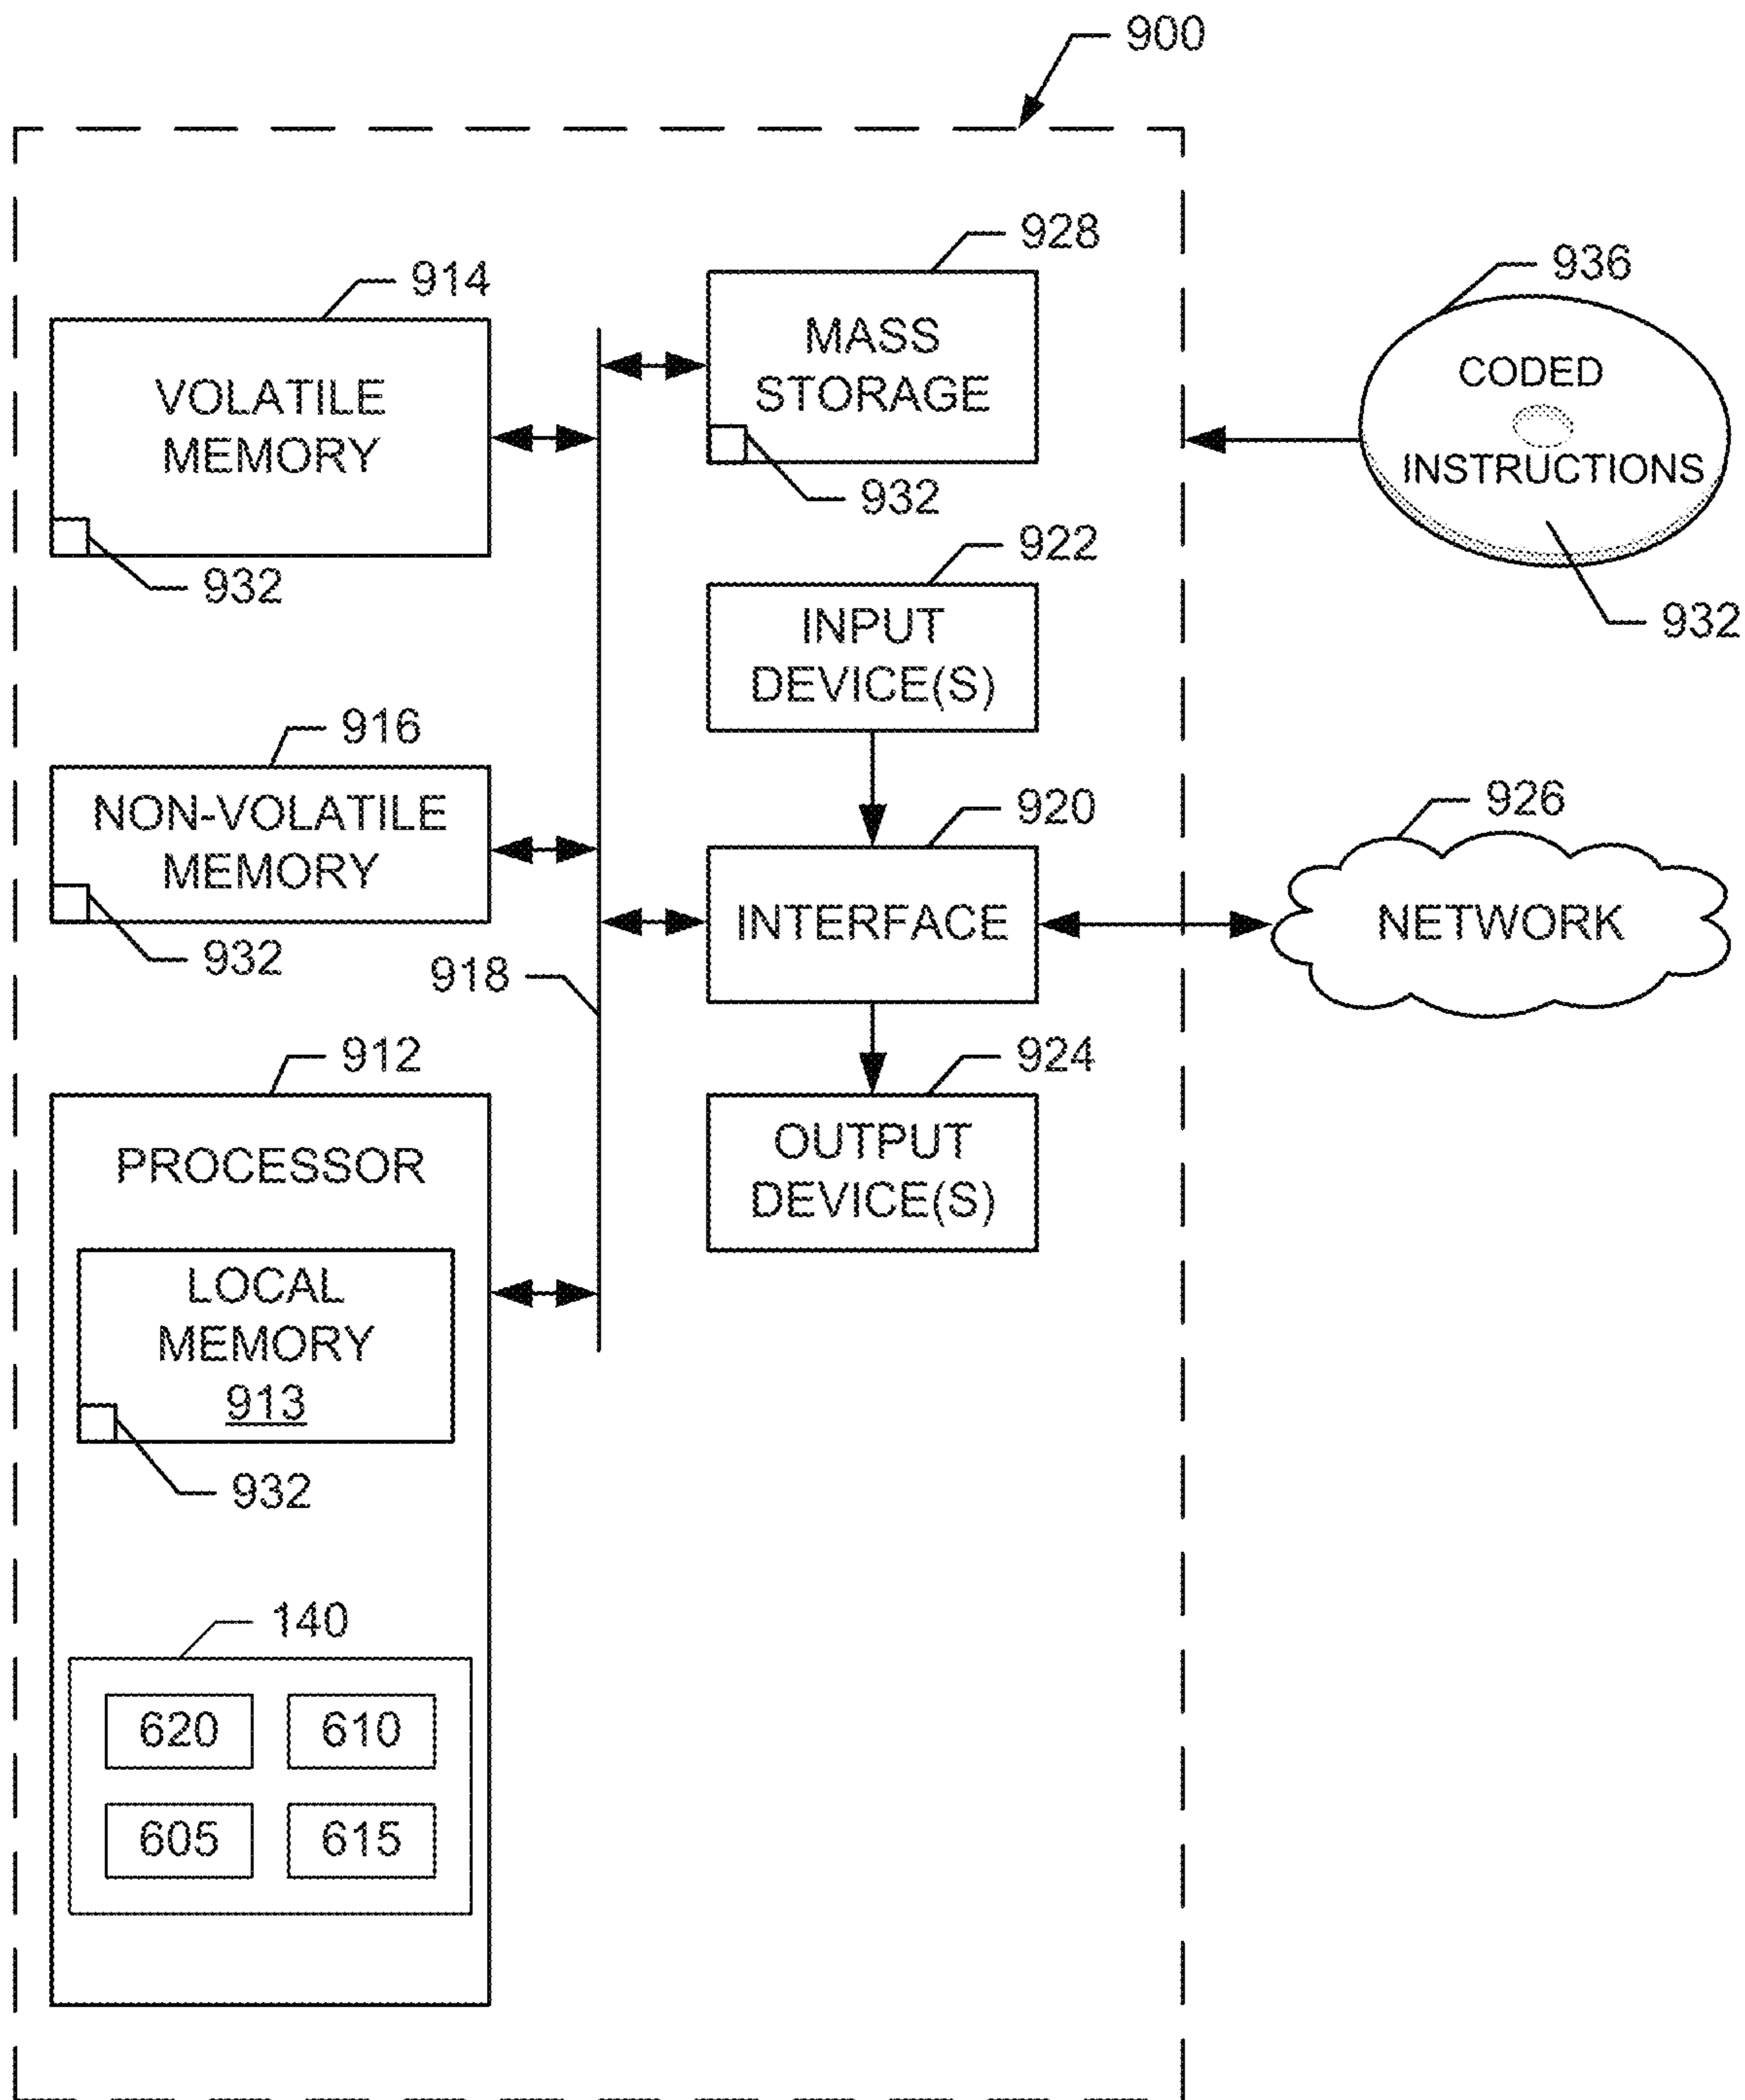 900
914
VOLATILE
MEMORY
932
928
MASS
STORAGE
932
936
CODED
INSTRUCTIONS
932
922
INPUT
DEVICE(S)
916
NON-VOLATILE
MEMORY
932
918
920
INTERFACE
926
NETWORK
912
PROCESSOR
LOCAL
MEMORY
913
932
924
OUTPUT
DEVICE(S)
140
620
610
605
615